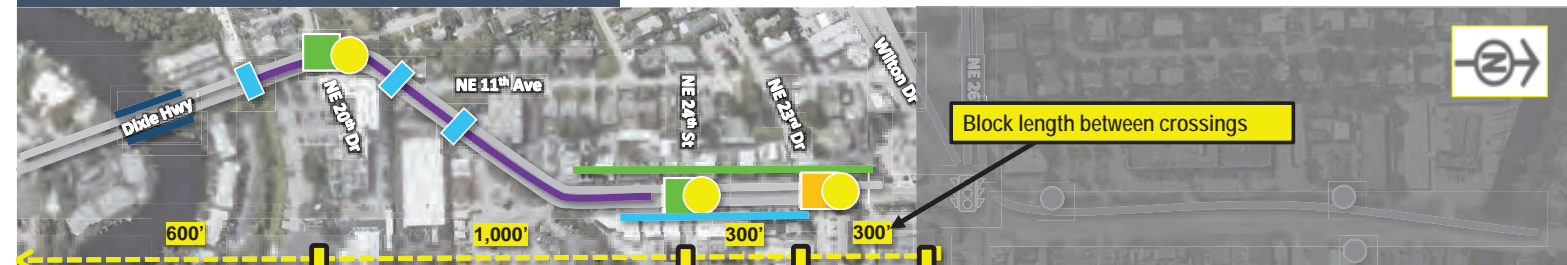 Dixie Hwy
NE 20th Dr
NE 11th Ave
NE 24th St
NE 23rd Dr
Wilton Dr
NE 26
N
Block length between crossings
600'
1,000'
300'
300'